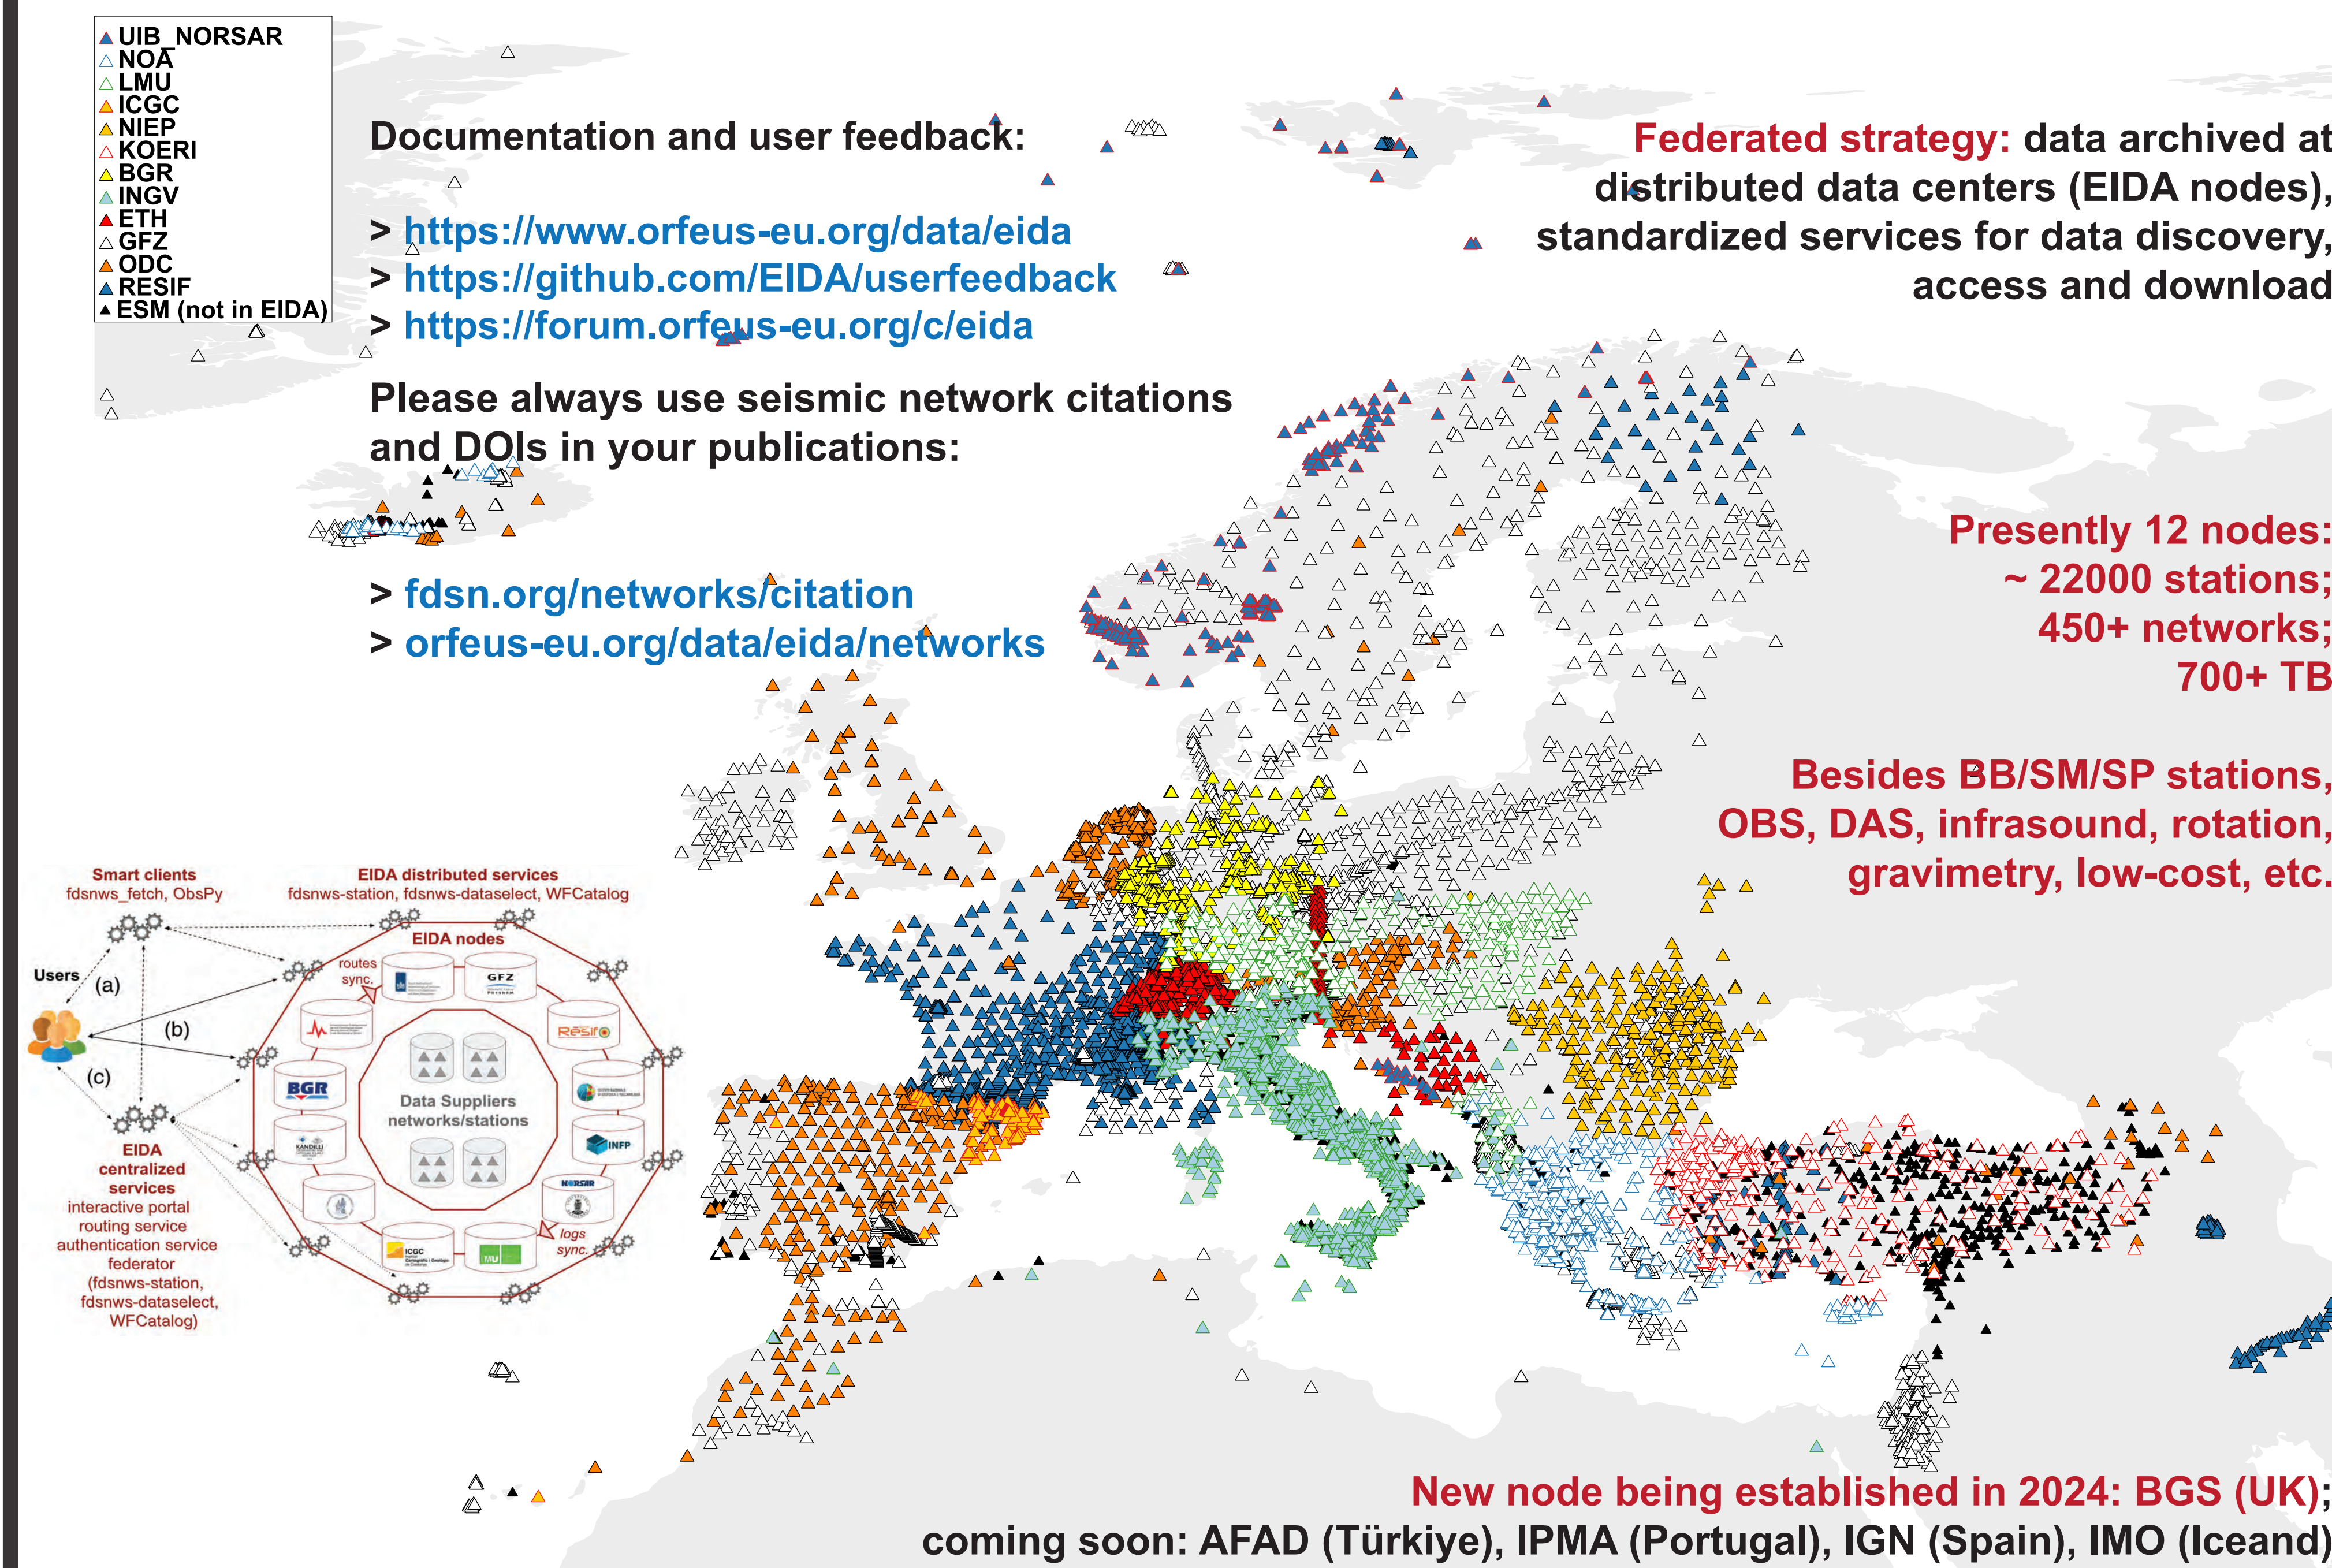 UIB_NORSAR
NOA
LMU
ICGC
NIEP
KOERI
BGR
INGV
ETH
GFZ
ODC
RESIF
ESM (not in EIDA)
Documentation and user feedback:
> https://www.orfeus-eu.org/data/eida
> https://github.com/EIDA/userfeedback
> https://forum.orfeus-eu.org/c/eida
Please always use seismic network citations
and DOIs in your publications:
> fdsn.org/networks/citation
> orfeus-eu.org/data/eida/networks
Federated strategy: data archived at
distributed data centers (EIDA nodes),
standardized services for data discovery,
access and download
Presently 12 nodes:
~ 22000 stations;
450+ networks;
700+ TB
Besides BB/SM/SP stations,
OBS, DAS, infrasound, rotation,
gravimetry, low-cost, etc.
Smart clients
fdsnws_fetch, ObsPy
EIDA distributed services
fdsnws-station, fdsnws-dataselect, WFCatalog
EIDA nodes
routes
sync.
Users
(a)
(b)
(c)
GFZ
POTSDAM
Résif
BGR
KANDILLI
INFP
NORSAR
ICGC
LMU
logs
sync.
Data Suppliers
networks/stations
EIDA
centralized
services
interactive portal
routing service
authentication service
federator
(fdsnws-station,
fdsnws-dataselect,
WFCatalog)
New node being established in 2024: BGS (UK);
coming soon: AFAD (Türkiye), IPMA (Portugal), IGN (Spain), IMO (Iceand)